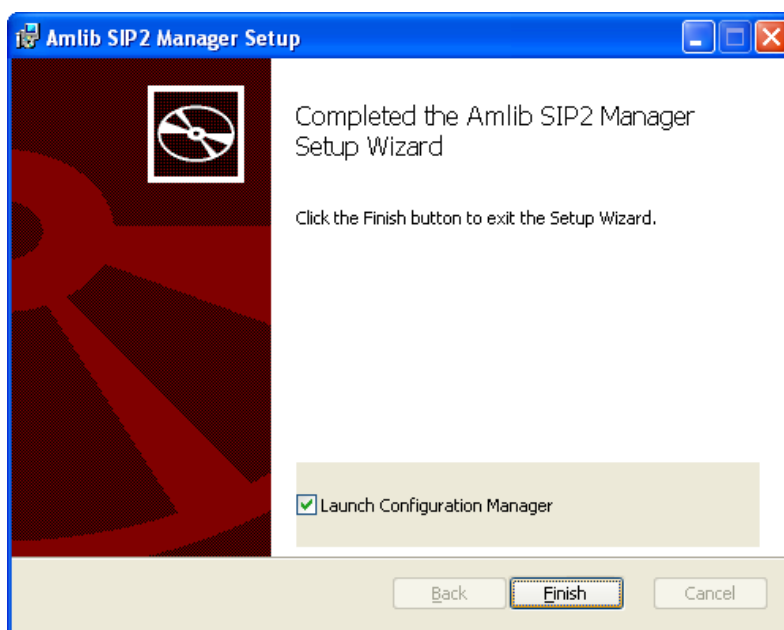 Amlib SIP2 Manager Setup
Completed the Amlib SIP2 Manager
Setup Wizard
Click the Finish button to exit the Setup Wizard.
Launch Configuration Manager
Back Finish Cancel